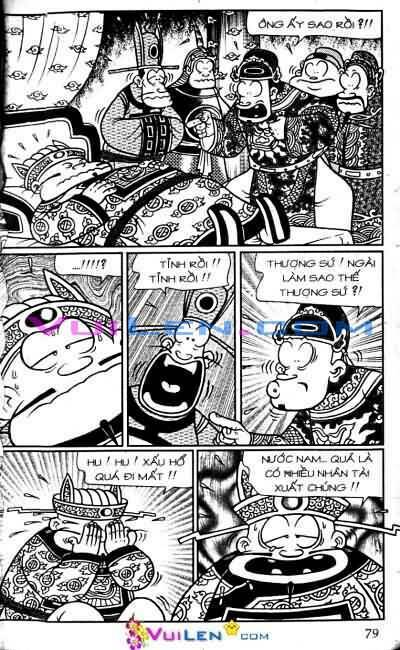 ÔNG ẤY SAO RỒI ?!!
....!!!!?
TỈNH RỒI !!
TỈNH RỒI !!
THƯỢNG SỨ ! NGÀI
LÀM SAO THẾ
THƯỢNG SỨ ?!
VUILEN.COM
HU ! HU ! XẤU HỔ
QUÁ ĐI MẤT !!
NƯỚC NAM... QUẢ LÀ
CÓ NHIỀU NHÂN TÀI
XUẤT CHÚNG !!
79
VUILEN.COM